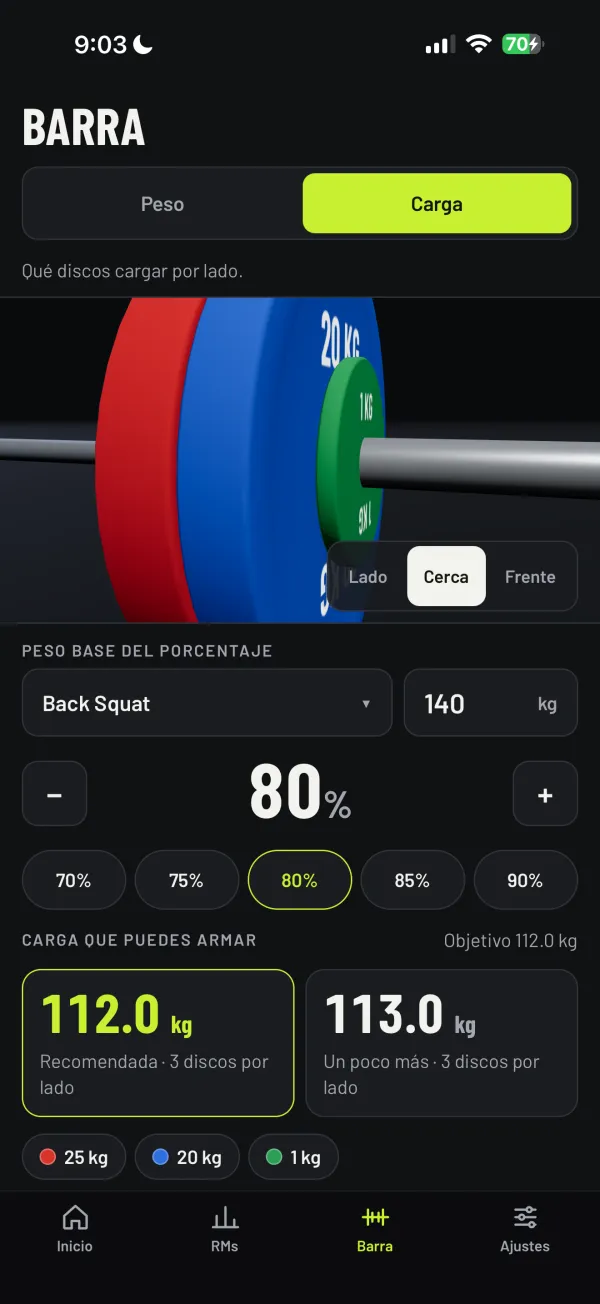 9:03
70
BARRA
Peso
Carga
Qué discos cargar por lado.
20 KG
1 KG
Lado
Cerca
Frente
PESO BASE DEL PORCENTAJE
Back Squat
140
kg
−
80%
+
70%
75%
80%
85%
90%
CARGA QUE PUEDES ARMAR
Objetivo 112.0 kg
112.0 kg
Recomendada · 3 discos por
lado
113.0 kg
Un poco más · 3 discos por
lado
25 kg
20 kg
1 kg
Inicio
RMs
Barra
Ajustes